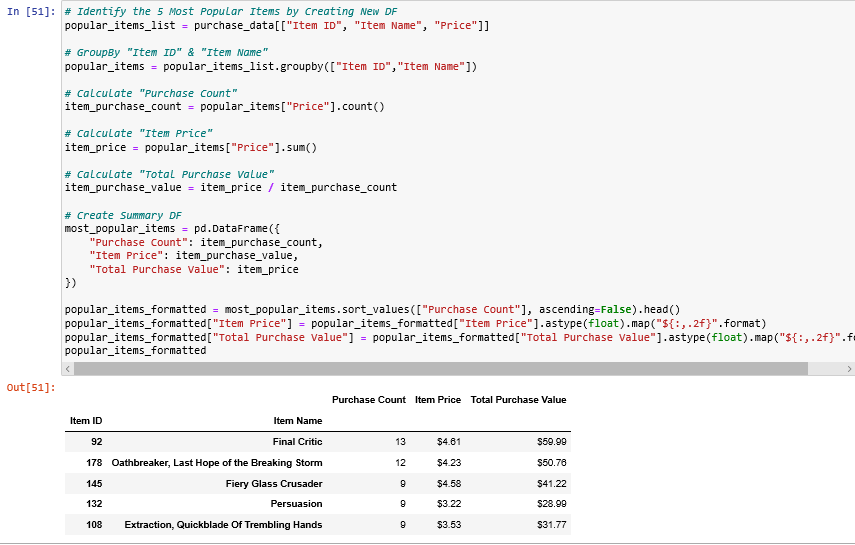 In [51]: # Identify the 5 Most Popular Items by Creating New DF
popular_items_list = purchase_data[["Item ID", "Item Name", "Price"]]
# GroupBy "Item ID" & "Item Name"
popular_items = popular_items_list.groupby(["Item ID","Item Name"])
# Calculate "Purchase Count"
item_purchase_count = popular_items["Price"].count()
# Calculate "Item Price"
item_price = popular_items["Price"].sum()
# Calculate "Total Purchase Value"
item_purchase_value = item_price / item_purchase_count
# Create Summary DF
most_popular_items = pd.DataFrame({
"Purchase Count": item_purchase_count,
"Item Price": item_purchase_value,
"Total Purchase Value": item_price
})
popular_items_formatted = most_popular_items.sort_values(["Purchase Count"], ascending=False).head()
popular_items_formatted["Item Price"] = popular_items_formatted["Item Price"].astype(float).map("${:,.2f}".format)
popular_items_formatted["Total Purchase Value"] = popular_items_formatted["Total Purchase Value"].astype(float).map("${:,.2f}".fo
popular_items_formatted
Out[51]:
Purchase Count Item Price Total Purchase Value
Item ID Item Name
92 Final Critic 13 $4.61 $59.99
178 Oathbreaker, Last Hope of the Breaking Storm 12 $4.23 $50.76
145 Fiery Glass Crusader 9 $4.58 $41.22
132 Persuasion 9 $3.22 $28.99
108 Extraction, Quickblade Of Trembling Hands 9 $3.53 $31.77